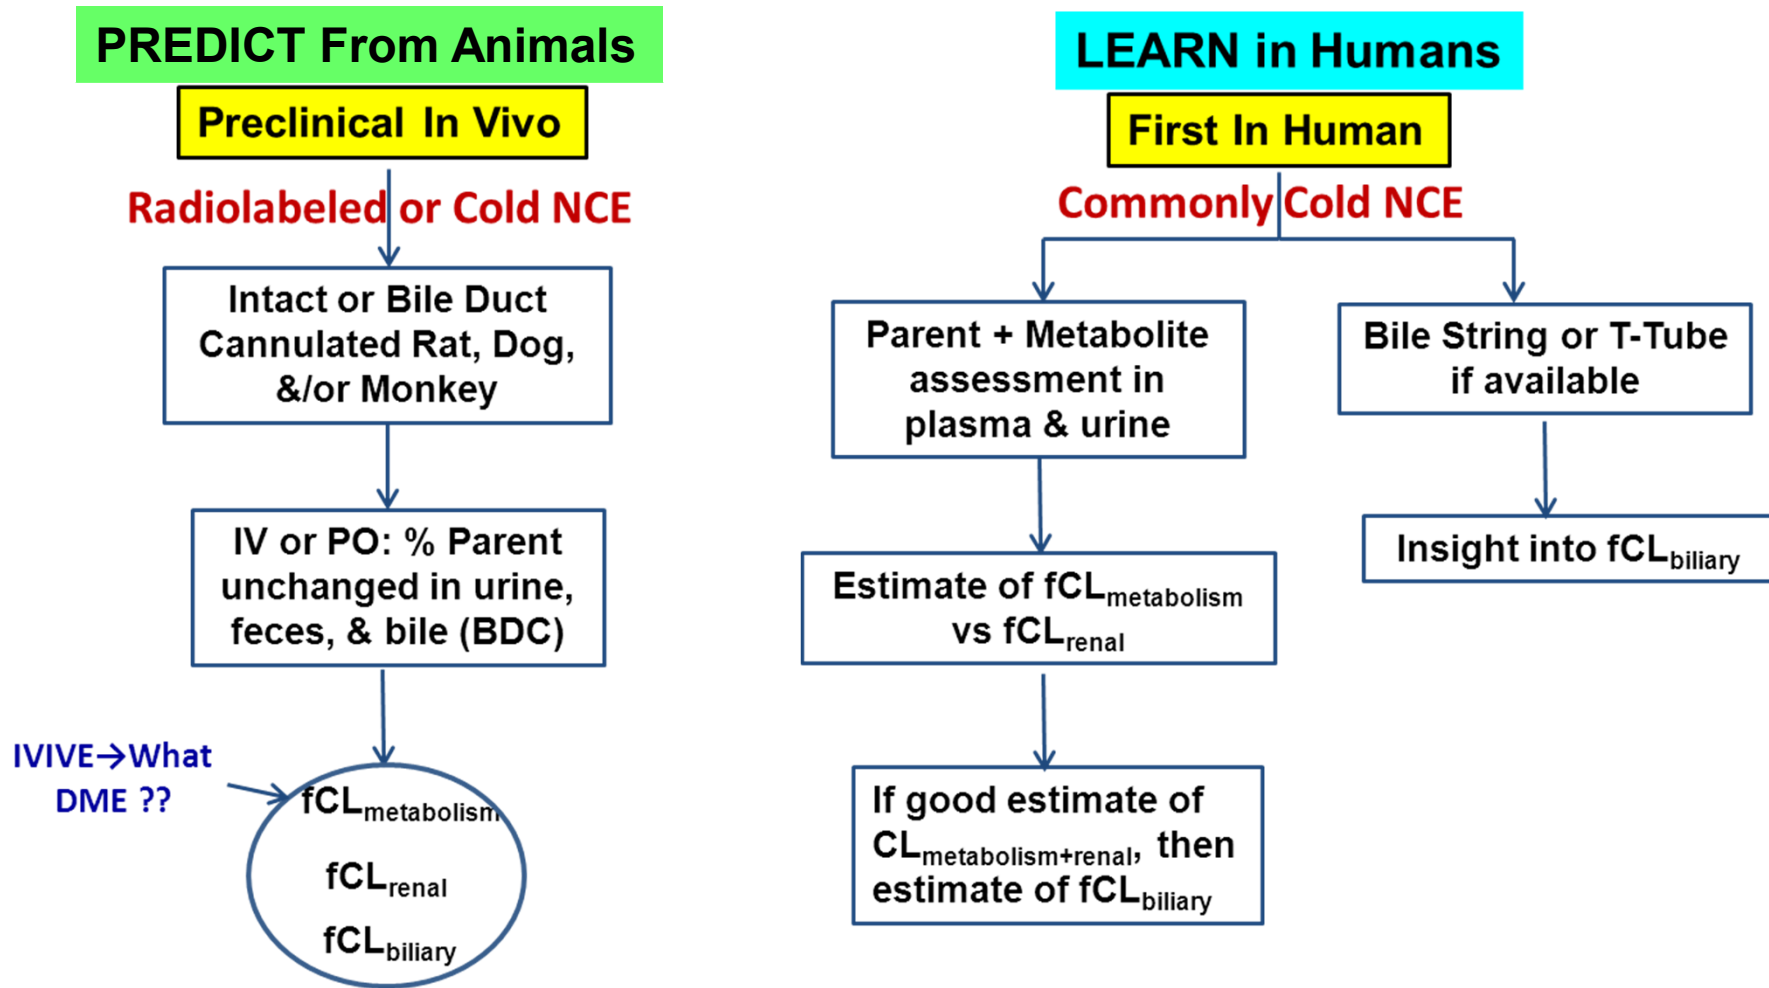 PREDICT From Animals
Preclinical In Vivo
Radiolabeled or Cold NCE
Intact or Bile Duct
Cannulated Rat, Dog,
&/or Monkey
IV or PO: % Parent
unchanged in urine,
feces, & bile (BDC)
IVIVE→What
DME ??
fCLmetabolism
fCLrenal
fCLbiliary
LEARN in Humans
First In Human
Commonly Cold NCE
Parent + Metabolite
assessment in
plasma & urine
Estimate of fCLmetabolism
vs fCLrenal
If good estimate of
CLmetabolism+renal, then
estimate of fCLbiliary
Bile String or T-Tube
if available
Insight into fCLbiliary